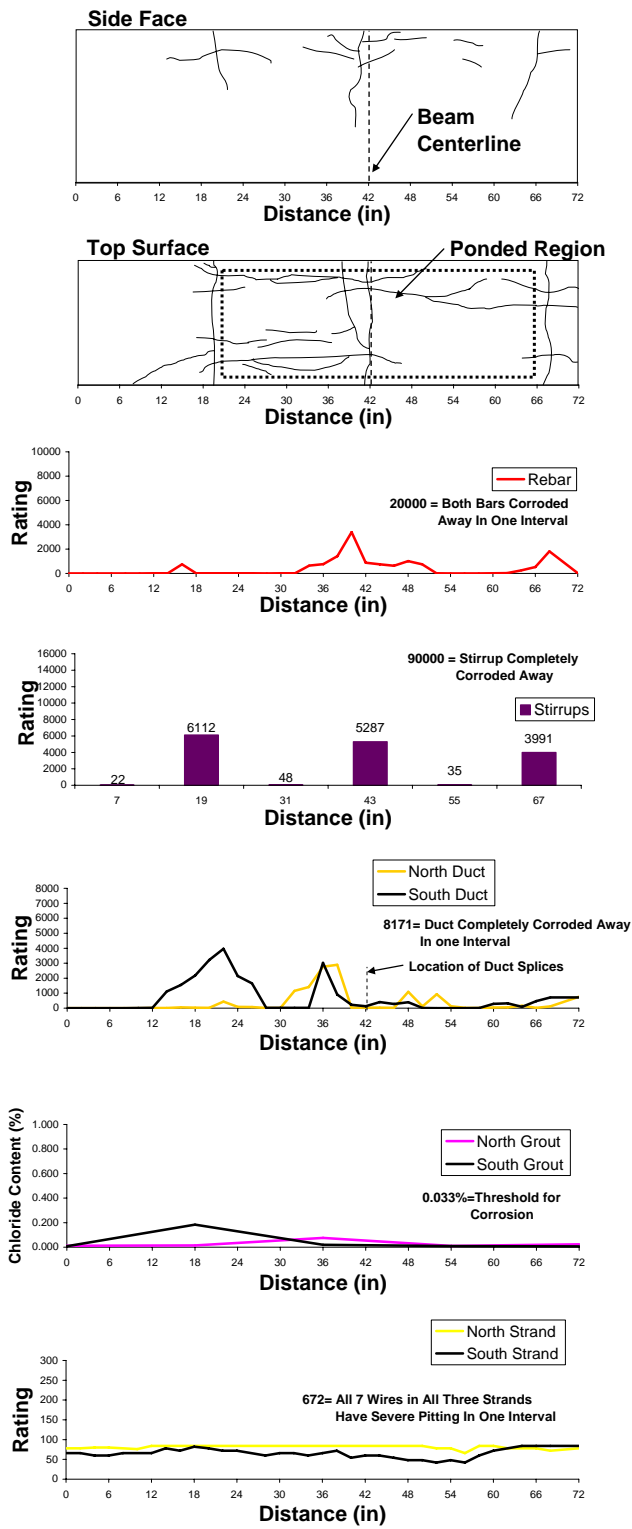 Side Face
Beam
Centerline
0 6 12 18 24 30 36 42 48 54 60 66 72
Distance (in)
Top Surface
Ponded Region
0 6 12 18 24 30 36 42 48 54 60 66 72
Distance (in)
10000
8000
6000
4000
2000
0
Rating
Rebar
20000 = Both Bars Corroded
Away In One Interval
0 6 12 18 24 30 36 42 48 54 60 66 72
Distance (in)
16000
14000
12000
10000
8000
6000
4000
2000
0
Rating
90000 = Stirrup Completely
Corroded Away
Stirrups
22 6112 48 5287 35 3991
7 19 31 43 55 67
Distance (in)
North Duct
South Duct
8000
7000
6000
5000
4000
3000
2000
1000
0
Rating
8171= Duct Completely Corroded Away
In one Interval
Location of Duct Splices
0 6 12 18 24 30 36 42 48 54 60 66 72
Distance (in)
1.000
0.800
0.600
0.400
0.200
0.000
Chloride Content (%)
North Grout
South Grout
0.033%=Threshold for
Corrosion
0 6 12 18 24 30 36 42 48 54 60 66 72
Distance (in)
North Strand
South Strand
300
250
200
150
100
50
0
Rating
672= All 7 Wires in All Three Strands
Have Severe Pitting In One Interval
0 6 12 18 24 30 36 42 48 54 60 66 72
Distance (in)